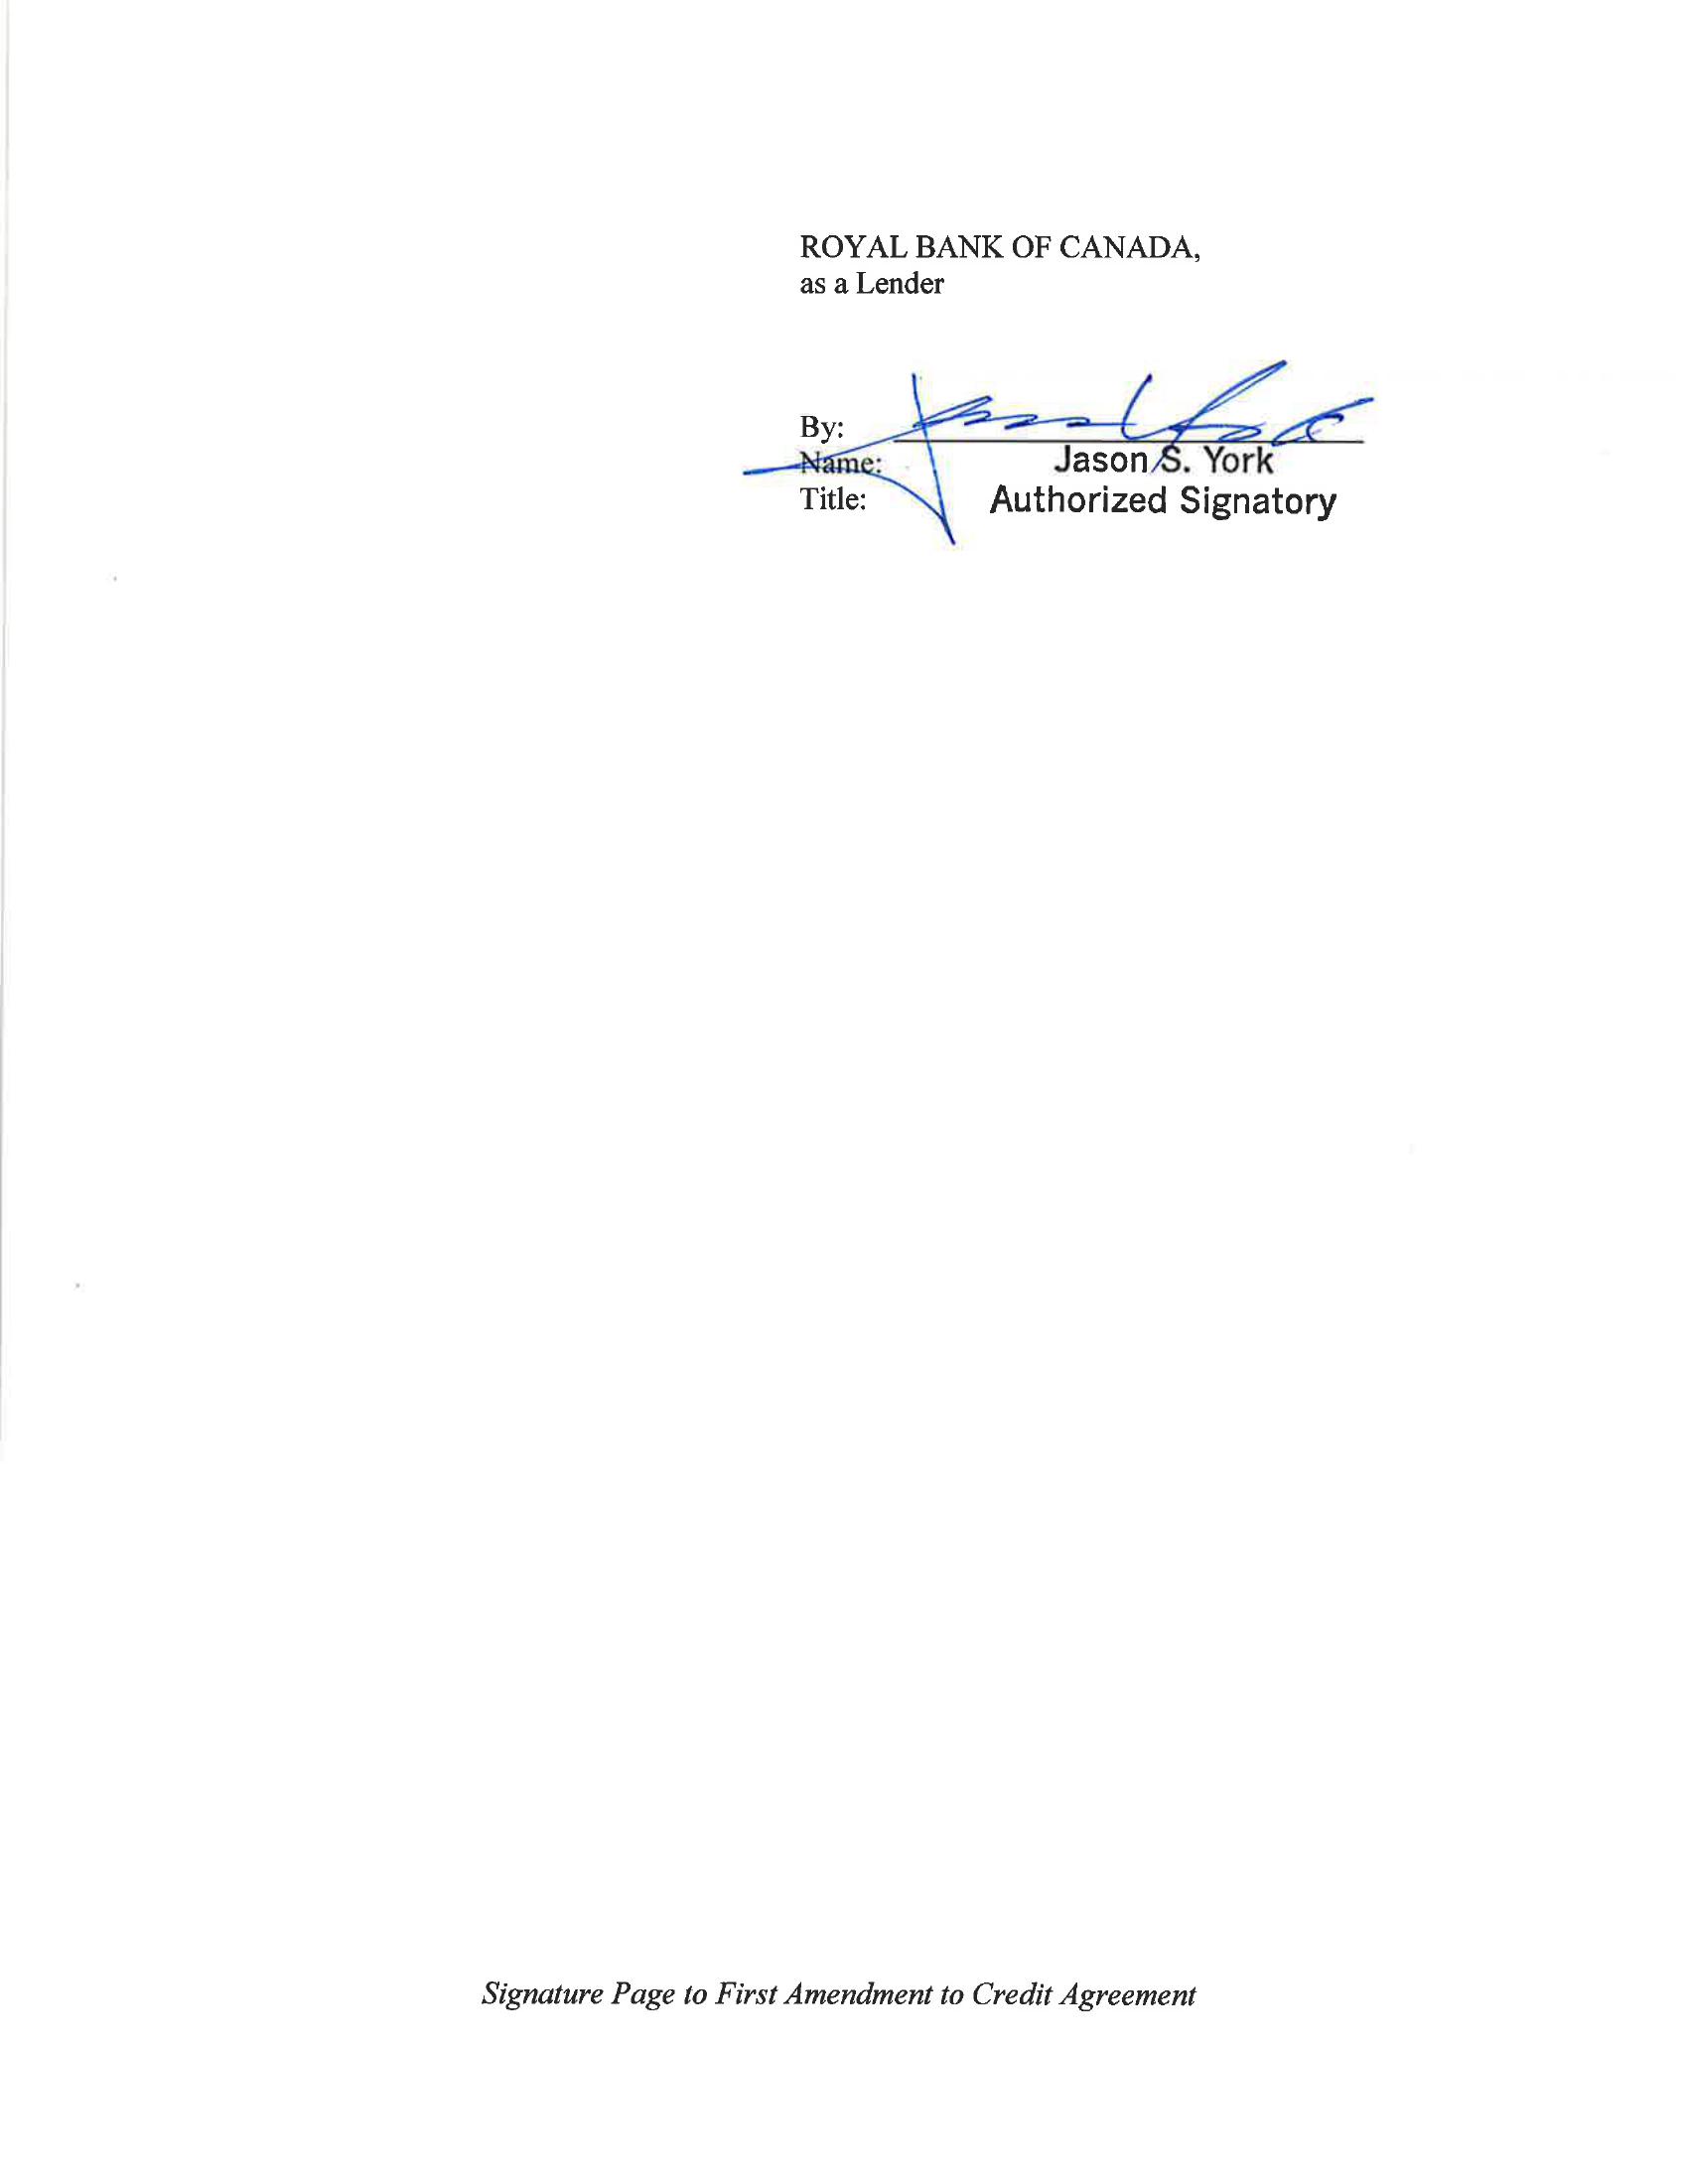 ROYAL BANK OF CANADA,
as a Lender
By:
Name: Jason S. York
Title: Authorized Signatory
Signature Page to First Amendment to Credit Agreement